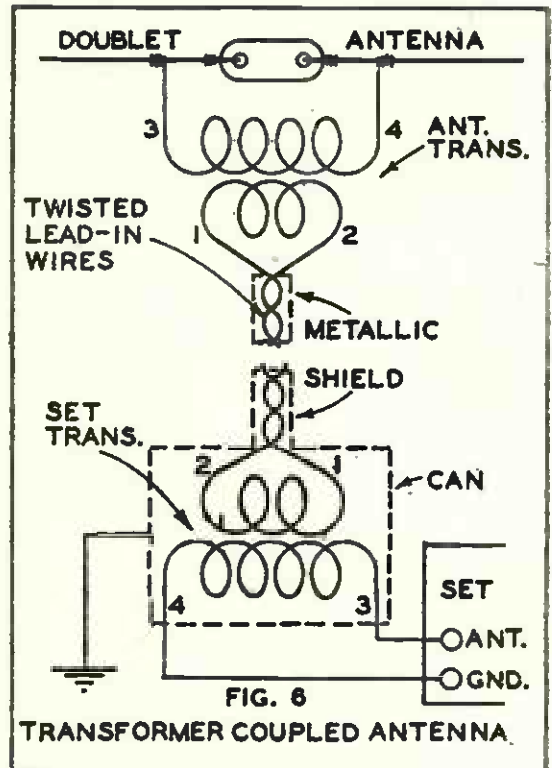 DOUBLET ANTENNA
3 4 ANT.
TRANS.
TWISTED
LEAD-IN
WIRES
1 2
METALLIC
SHIELD
SET
TRANS.
2 1
CAN
4 3
SET
ANT.
GND.
FIG. 6
TRANSFORMER COUPLED ANTENNA